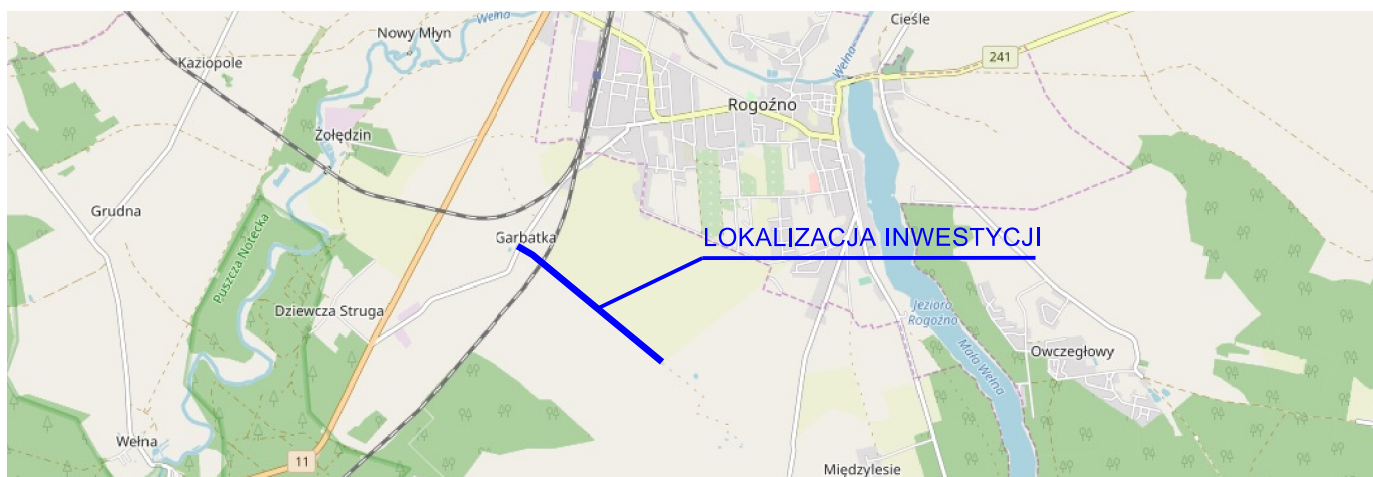 Wełna
Cieśle
Nowy Młyn
Wełna
241
Kaziopole
Rogoźno
Żołędzin
Grudna
Puszcza Notecka
Garbatka
LOKALIZACJA INWESTYCJI
Dziewcza Struga
Jezioro
Rogoźno
Mała Wełna
Owczegłowy
Wełna
11
Międzylesie